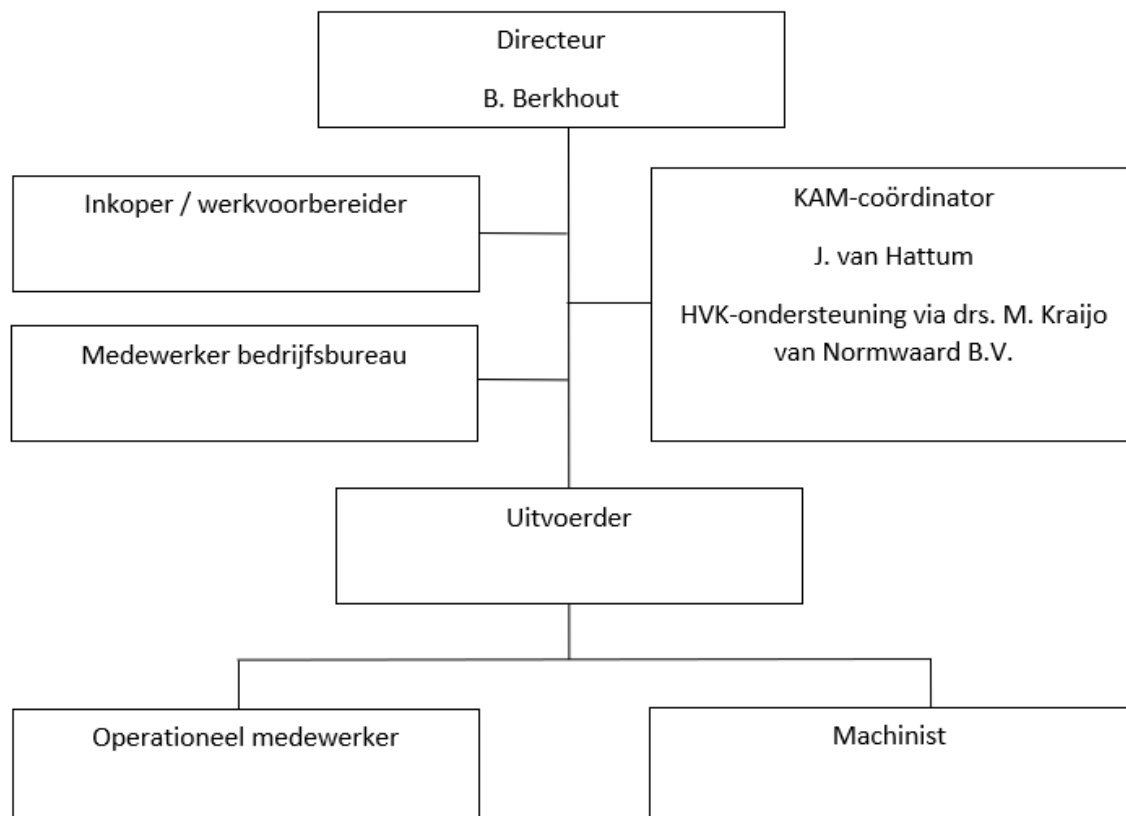 Directeur
B. Berkhout
Inkoper / werkvoorbereider
KAM-coördinator
J. van Hattum
HVK-ondersteuning via drs. M. Kraijo
van Normwaard B.V.
Medewerker bedrijfsbureau
Uitvoerder
Operationeel medewerker
Machinist